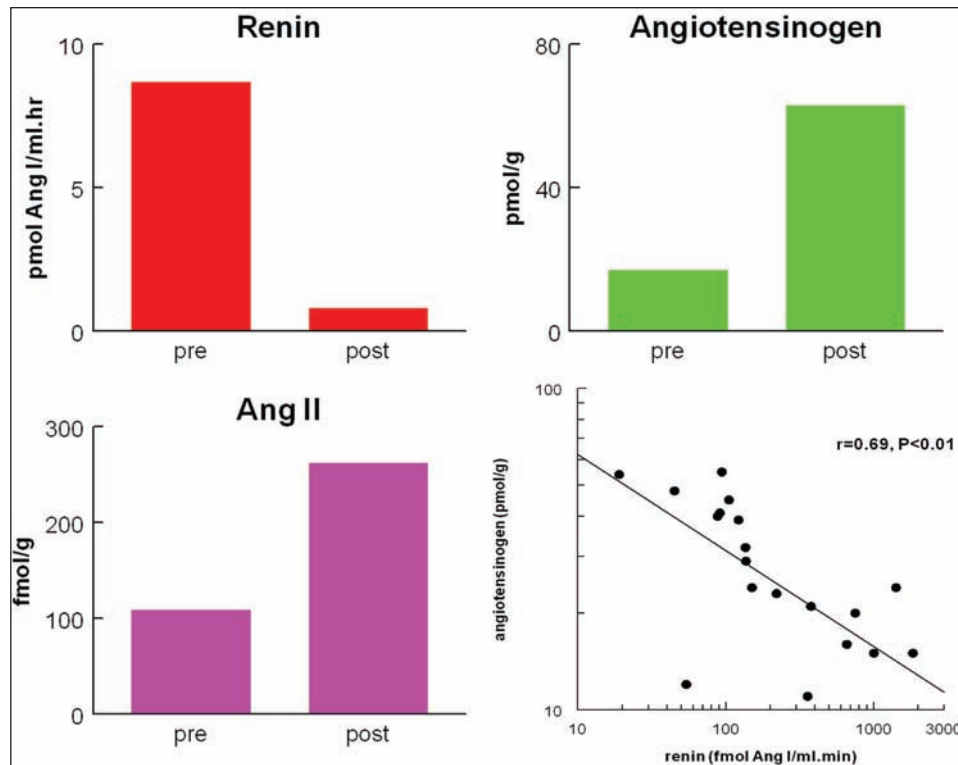 Renin
10
5
0
pmol Ang I/ml.hr
pre post
Angiotensinogen
80
40
0
pmol/g
pre post
Ang II
300
200
100
0
fmol/g
pre post
100
10
angiotensinogen (pmol/g)
r=0.69, P<0.01
10 100 1000 3000
renin (fmol Ang I/ml.min)